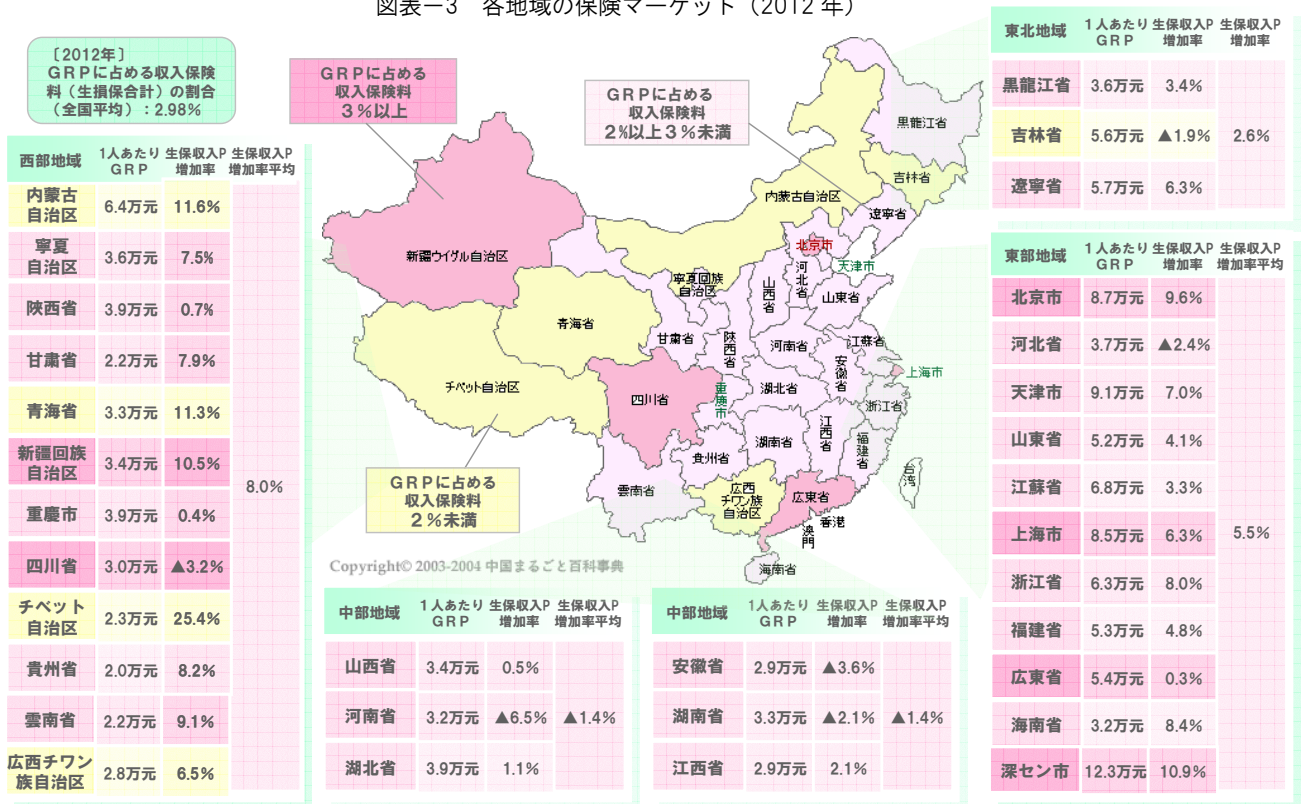 図表－3　各地域の保険マーケット（2012 年）
〔2012年〕
ＧＲＰに占める収入保険
料（生損保合計）の割合
（全国平均）：2.98%
ＧＲＰに占める
収入保険料
３％以上
ＧＲＰに占める
収入保険料
２%以上３％未満
ＧＲＰに占める
収入保険料
２％未満
西部地域 １人あたりＧＲＰ 生保収入P増加率 生保収入P増加率平均
内蒙古自治区 6.4万元 11.6%
寧夏自治区 3.6万元 7.5%
陝西省 3.9万元 0.7%
甘粛省 2.2万元 7.9%
青海省 3.3万元 11.3%
新疆回族自治区 3.4万元 10.5%
8.0%
重慶市 3.9万元 0.4%
四川省 3.0万元 ▲3.2%
チベット自治区 2.3万元 25.4%
貴州省 2.0万元 8.2%
雲南省 2.2万元 9.1%
広西チワン族自治区 2.8万元 6.5%
黒龍江省
吉林省
内蒙古自治区
遼寧省
北京市
天津市
新疆ウイグル自治区
寧夏回族自治区
山西省
河北省
山東省
青海省
甘粛省
陝西省
河南省
江蘇省
安徽省
上海市
チベット自治区
四川省
重慶市
湖北省
浙江省
湖南省
江西省
福建省
貴州省
雲南省
広西チワン族自治区
広東省
台湾
香港
澳門
海南省
Copyright© 2003-2004 中国まるごと百科事典
中部地域 １人あたりＧＲＰ 生保収入P増加率 生保収入P増加率平均
山西省 3.4万元 0.5%
河南省 3.2万元 ▲6.5% ▲1.4%
湖北省 3.9万元 1.1%
中部地域 １人あたりＧＲＰ 生保収入P増加率 生保収入P増加率平均
安徽省 2.9万元 ▲3.6%
湖南省 3.3万元 ▲2.1% ▲1.4%
江西省 2.9万元 2.1%
東北地域 １人あたりＧＲＰ 生保収入P増加率 生保収入P増加率
黒龍江省 3.6万元 3.4%
吉林省 5.6万元 ▲1.9% 2.6%
遼寧省 5.7万元 6.3%
東部地域 １人あたりＧＲＰ 生保収入P増加率 生保収入P増加率平均
北京市 8.7万元 9.6%
河北省 3.7万元 ▲2.4%
天津市 9.1万元 7.0%
山東省 5.2万元 4.1%
江蘇省 6.8万元 3.3%
上海市 8.5万元 6.3% 5.5%
浙江省 6.3万元 8.0%
福建省 5.3万元 4.8%
広東省 5.4万元 0.3%
海南省 3.2万元 8.4%
深セン市 12.3万元 10.9%